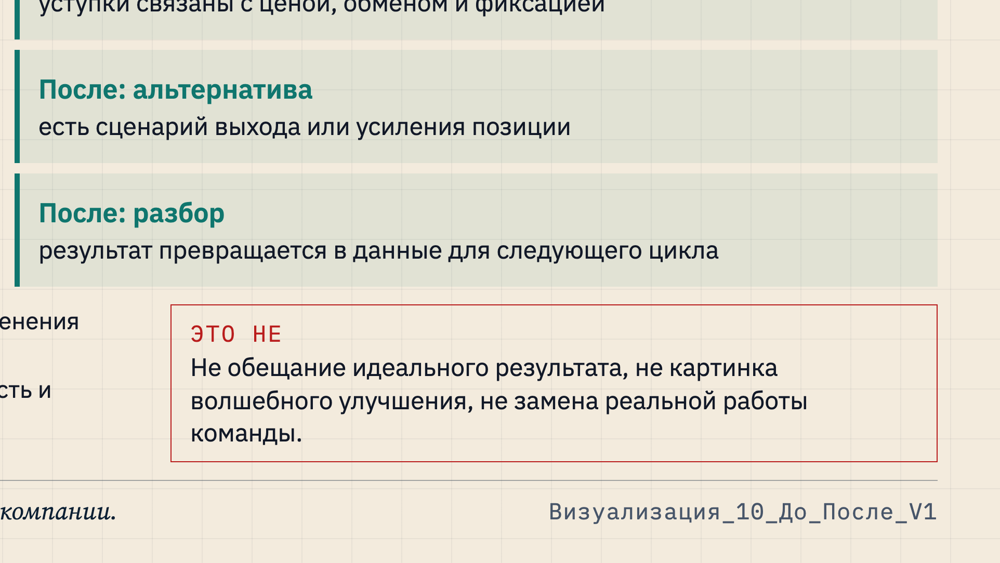 уступки связаны с ценой, обменом и фиксацией
После: альтернатива
есть сценарий выхода или усиления позиции
После: разбор
результат превращается в данные для следующего цикла
ЭТО НЕ
Не обещание идеального результата, не картинка
волшебного улучшения, не замена реальной работы
команды.
и
компании.
Визуализация_10_До_После_V1